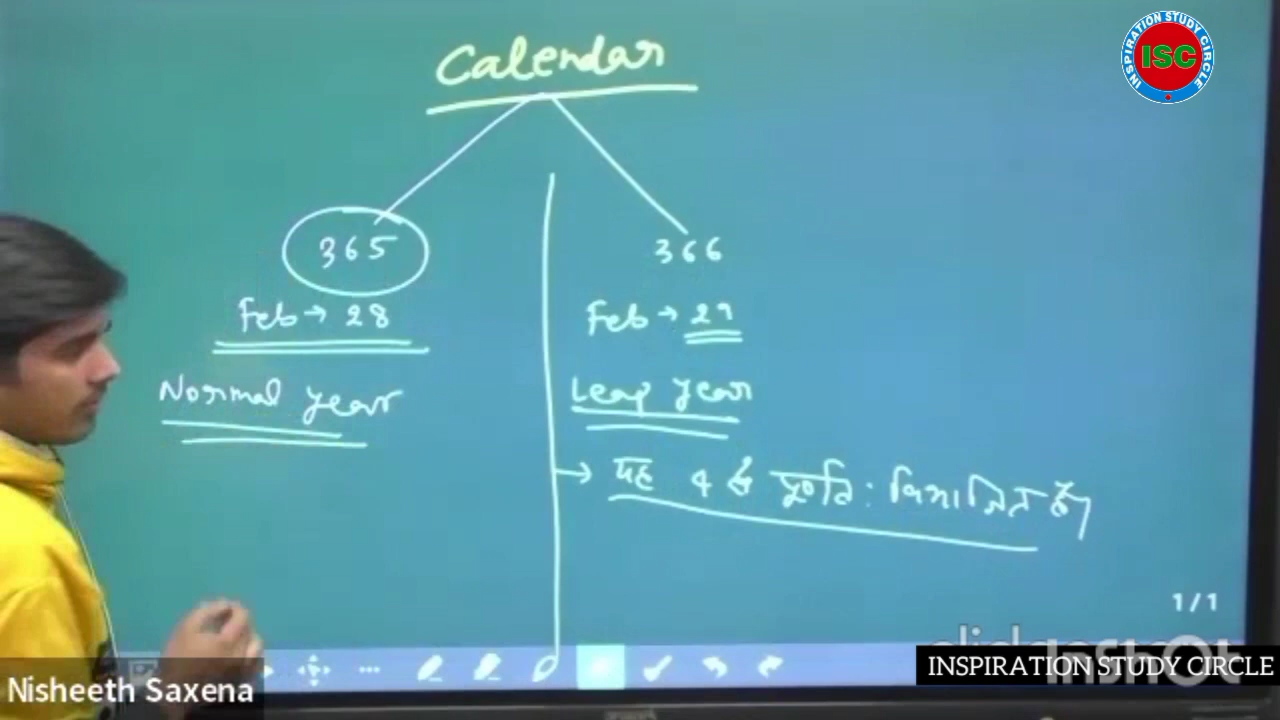 Calendar
INSPIRATION STUDY CIRCLE
ISC
365
366
Feb → 28
Feb → 29
Normal year
Leap year
→ यह 4 से पूर्णत: विभाजित हो
1/1
InShOt
INSPIRATION STUDY CIRCLE
Nisheeth Saxena